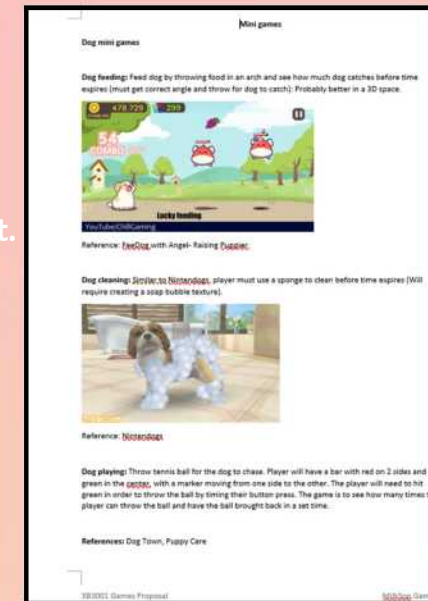 t.
Mini games
Dog mini games
Dog feeding: Feed dog by throwing food in an arch and see how much dog catches before time
expires (must get correct angle and throw for dog to catch): Probably better in a 3D space.
478 729
299
54
COMBO
Lucky feeding
YouTube/ChillGaming
Reference: FeeDog with Angel- Raising Puppies
Dog cleaning: Similar to Nintendogs, player must use a sponge to clean before time expires (Will
require creating a soap bubble texture).
Reference: Nintendogs
Dog playing: Throw tennis ball for the dog to chase. Player will have a bar with red on 2 sides and
green in the center, with a marker moving from one side to the other. The player will need to hit
green in order to throw the ball by timing their button press. The game is to see how many times
player can throw the ball and have the ball brought back in a set time.
References: Dog Town, Puppy Care
XB3001 Games Proposal